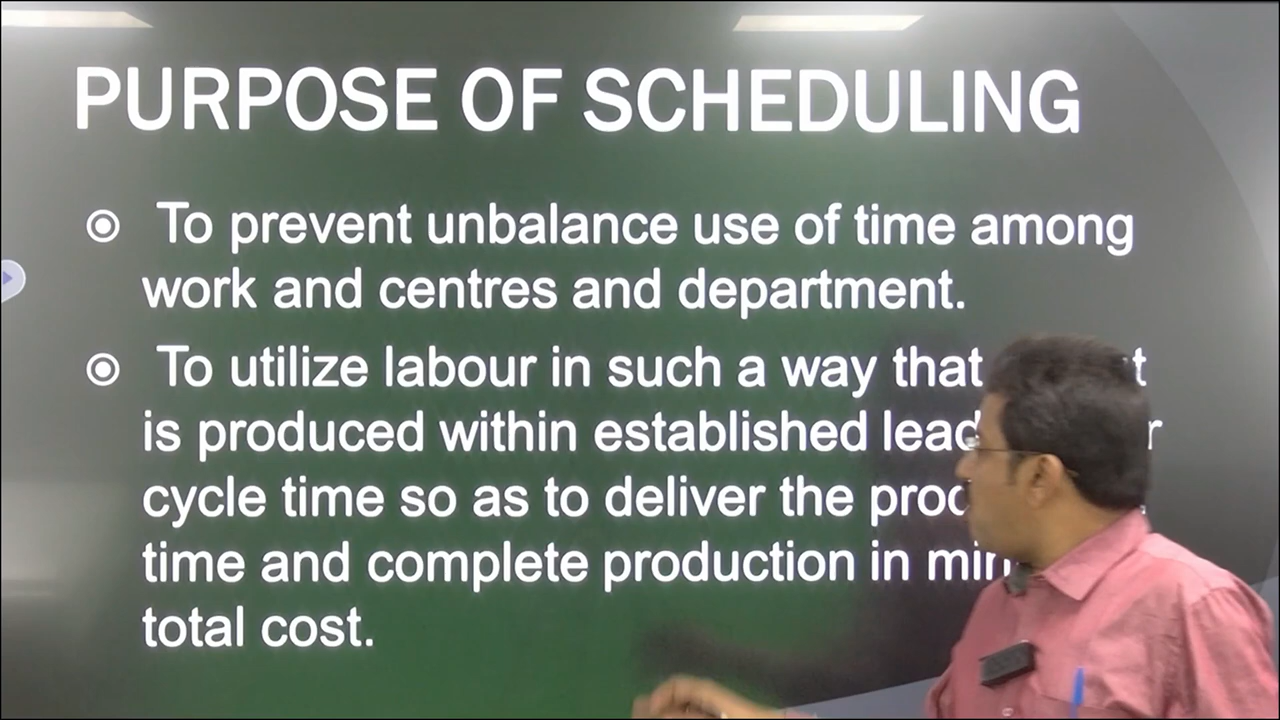 PURPOSE OF SCHEDULING
To prevent unbalance use of time among
work and centres and department.
To utilize labour in such a way that
is produced within established lead
cycle time so as to deliver the
time and complete production in
total cost.